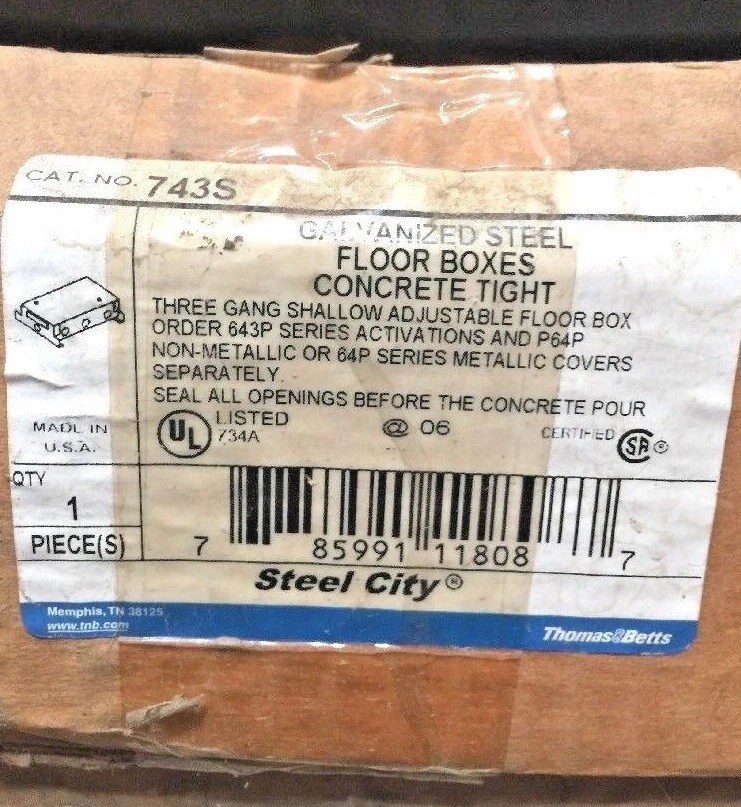 CAT. NO. 743S
GALVANIZED STEEL
FLOOR BOXES
CONCRETE TIGHT
THREE GANG SHALLOW ADJUSTABLE FLOOR BOX
ORDER 643P SERIES ACTIVATIONS AND P64P
NON-METALLIC OR 64P SERIES METALLIC COVERS
SEPARATELY.
SEAL ALL OPENINGS BEFORE THE CONCRETE POUR
MADE IN
U.S.A.
UL LISTED
734A
@ 06
CERTIFIED SA ®
QTY
1
PIECE(S)
7 85991 11808 7
Steel City®
Memphis, TN 38125
www.tnb.com
Thomas&Betts